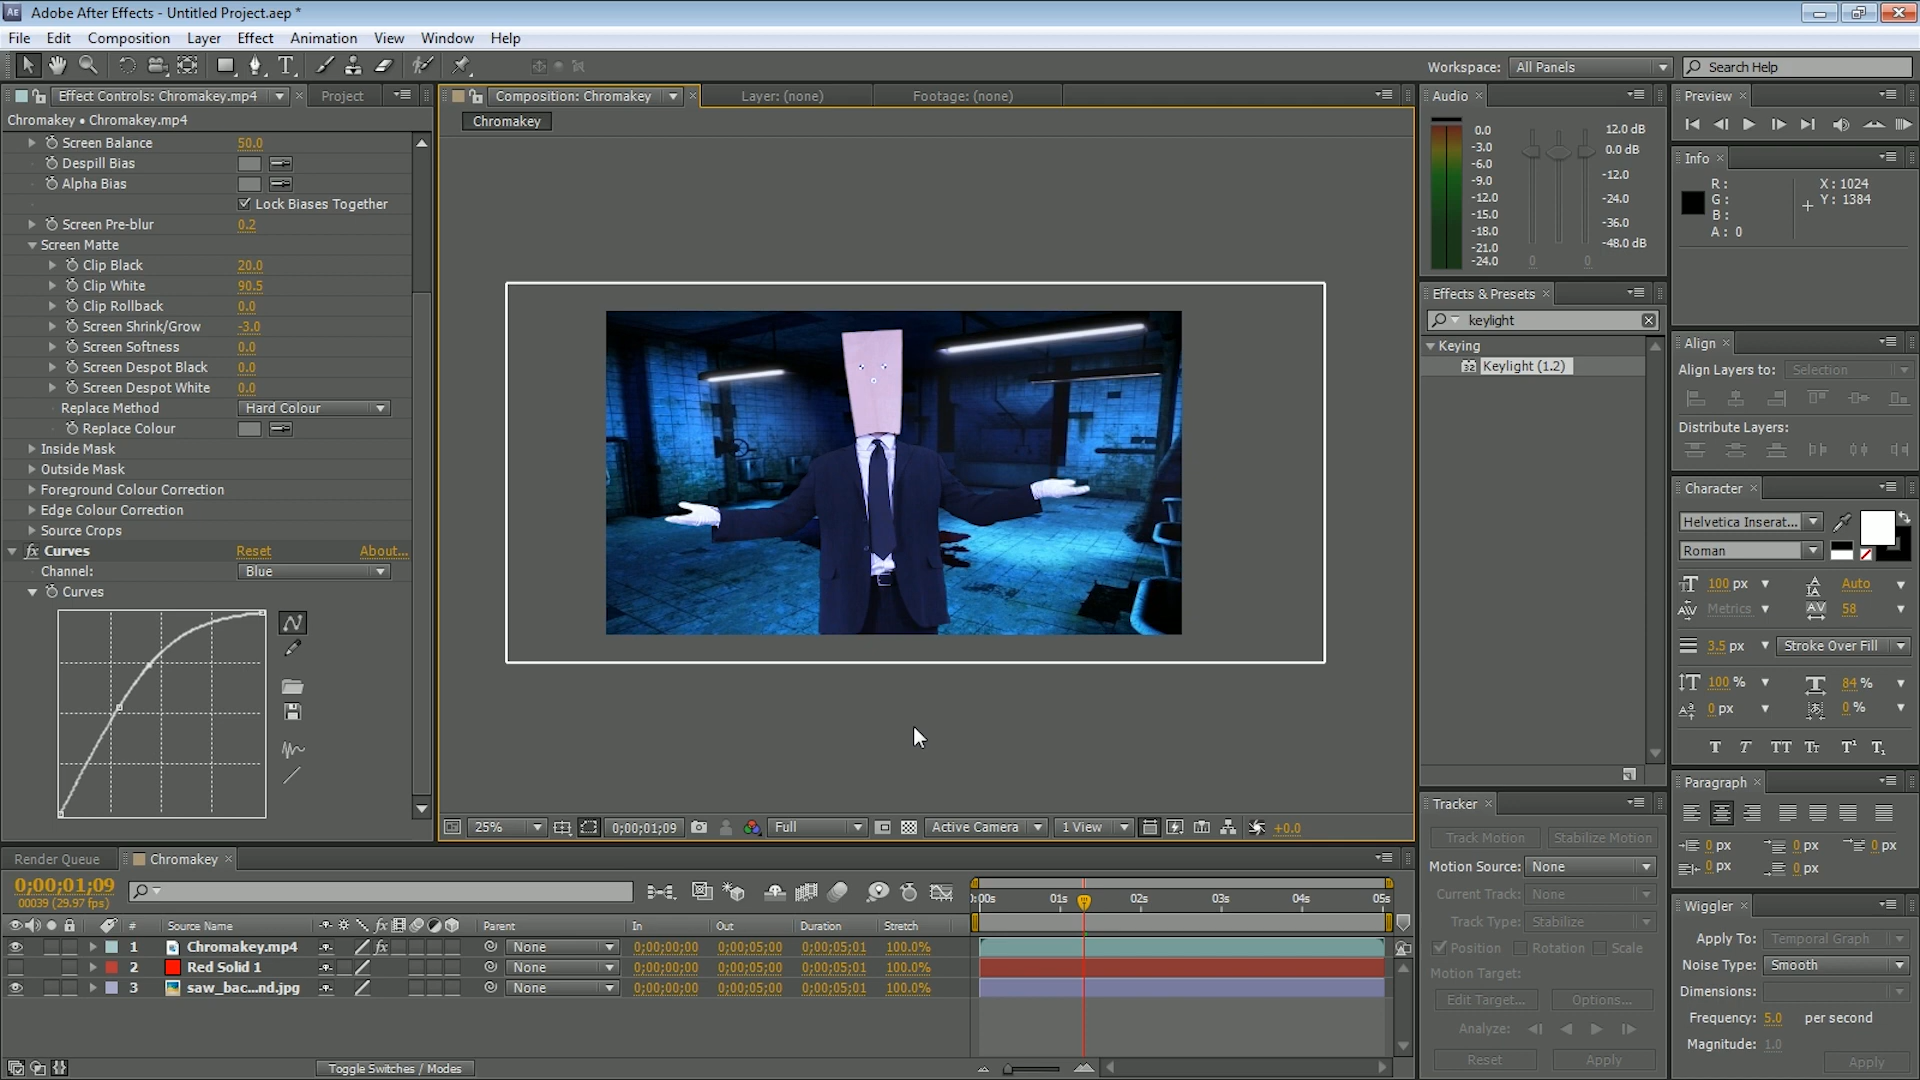 Adobe After Effects - Untitled Project.aep *
File Edit Composition Layer Effect Animation View Window Help
Workspace: All Panels Search Help
Effect Controls: Chromakey.mp4 Project
Chromakey • Chromakey.mp4
Screen Balance 50.0
Despill Bias
Alpha Bias
Lock Biases Together
Screen Pre-blur 0.2
Screen Matte
Clip Black 20.0
Clip White 90.5
Clip Rollback 0.0
Screen Shrink/Grow -3.0
Screen Softness 0.0
Screen Despot Black 0.0
Screen Despot White 0.0
Replace Method Hard Colour
Replace Colour
Inside Mask
Outside Mask
Foreground Colour Correction
Edge Colour Correction
Source Crops
fx Curves Reset About...
Channel: Blue
Curves
Composition: Chromakey Layer: (none) Footage: (none)
Chromakey
25% 0;00;01;09 Full Active Camera 1 View +0.0
Audio
0.0 12.0 dB
-3.0 0.0 dB
-6.0
-9.0 -12.0
-12.0 -24.0
-15.0
-18.0 -36.0
-21.0 -48.0 dB
-24.0 0 0
Effects & Presets
keylight
Keying
Keylight (1.2)
Tracker
Track Motion Stabilize Motion
Motion Source: None
Current Track: None
Track Type: Stabilize
Position Rotation Scale
Motion Target:
Edit Target... Options...
Analyze:
Reset Apply
Preview
Info
R: X: 1024
G: Y: 1384
B:
A: 0
Align
Align Layers to: Selection
Distribute Layers:
Character
Helvetica Inserat...
Roman
100 px Auto
Metrics 58
3.5 px Stroke Over Fill
100 % 84 %
0 px 0 %
T T TT Tt T¹ T₁
Paragraph
0 px 0 px 0 px
0 px 0 px
Wiggler
Apply To: Temporal Graph
Noise Type: Smooth
Dimensions:
Frequency: 5.0 per second
Magnitude: 1.0
Apply
Render Queue Chromakey
0;00;01;09
00039 (29.97 fps)
0:00s 01s 02s 03s 04s 05s
# Source Name fx Parent In Out Duration Stretch
1 Chromakey.mp4 fx None 0;00;00;00 0;00;05;00 0;00;05;01 100.0%
2 Red Solid 1 None 0;00;00;00 0;00;05;00 0;00;05;01 100.0%
3 saw_bac...nd.jpg None 0;00;00;00 0;00;05;00 0;00;05;01 100.0%
Toggle Switches / Modes